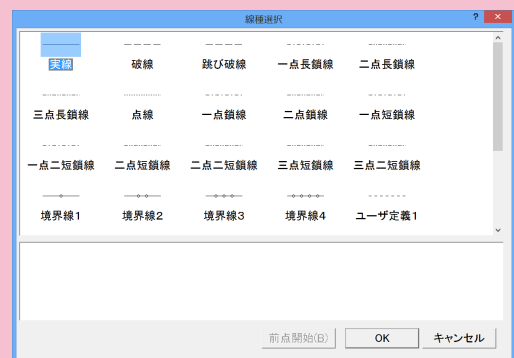 線種選択
実線 破線 跳び破線 一点長鎖線 二点長鎖線
三点長鎖線 点線 一点鎖線 二点鎖線 一点短鎖線
一点二短鎖線 二点短鎖線 二点二短鎖線 三点短鎖線 三点二短鎖線
境界線1 境界線2 境界線3 境界線4 ユーザ定義1
前点開始(B) OK キャンセル